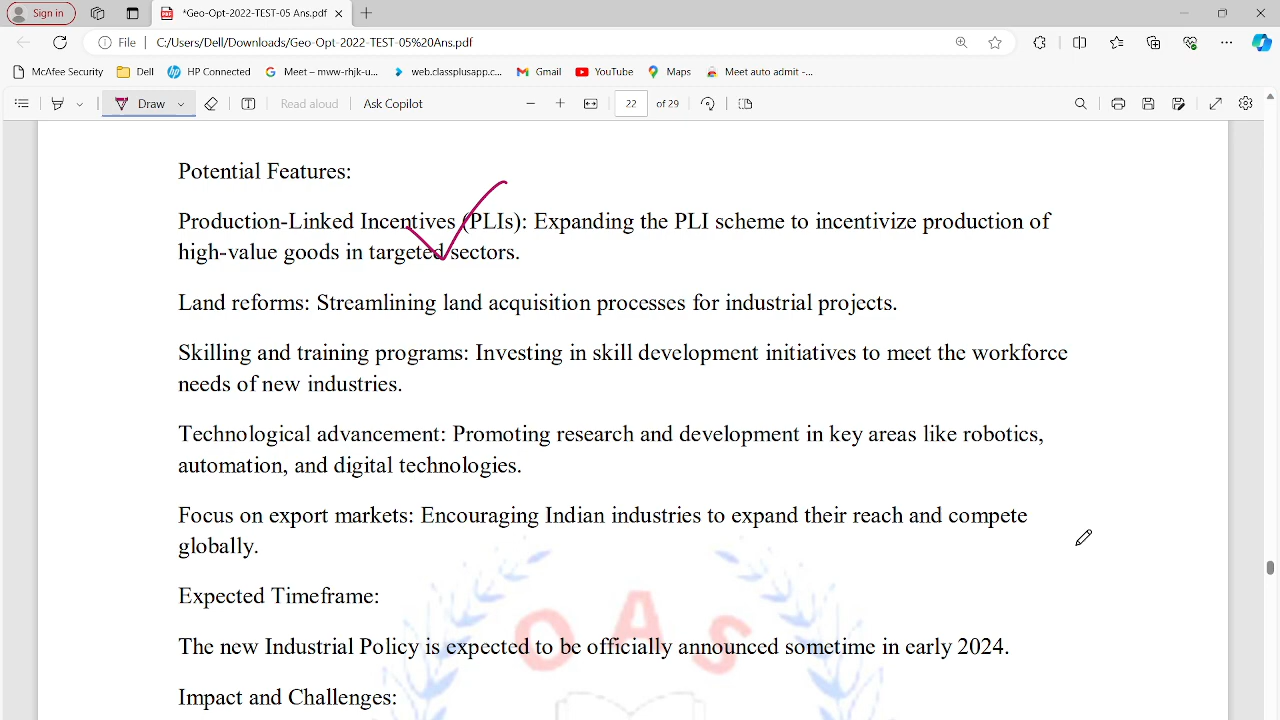 Sign in
*Geo-Opt-2022-TEST-05 Ans.pdf
File
C:/Users/Dell/Downloads/Geo-Opt-2022-TEST-05%20Ans.pdf
McAfee Security Dell HP Connected Meet – mww-rhjk-u... web.classplusapp.c... Gmail YouTube Maps Meet auto admit -...
Draw Read aloud Ask Copilot 22 of 29
Potential Features:
Production-Linked Incentives (PLIs): Expanding the PLI scheme to incentivize production of
high-value goods in targeted sectors.
Land reforms: Streamlining land acquisition processes for industrial projects.
Skilling and training programs: Investing in skill development initiatives to meet the workforce
needs of new industries.
Technological advancement: Promoting research and development in key areas like robotics,
automation, and digital technologies.
Focus on export markets: Encouraging Indian industries to expand their reach and compete
globally.
Expected Timeframe:
OAS
The new Industrial Policy is expected to be officially announced sometime in early 2024.
Impact and Challenges: